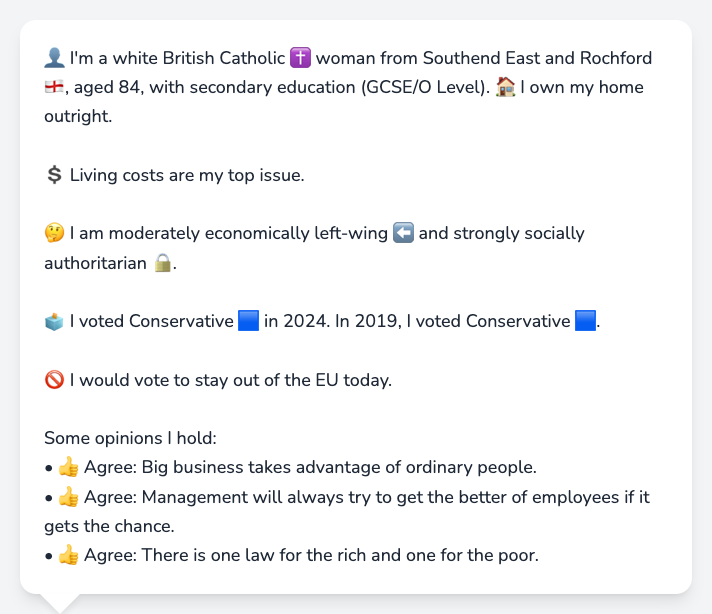 👤 I'm a white British Catholic ✝️ woman from Southend East and Rochford
🏴󠁧󠁢󠁥󠁮󠁧󠁿, aged 84, with secondary education (GCSE/O Level). 🏠 I own my home
outright.
💲 Living costs are my top issue.
🤔 I am moderately economically left-wing ⬅️ and strongly socially
authoritarian 🔒.
🗳️ I voted Conservative 🟦 in 2024. In 2019, I voted Conservative 🟦.
🚫 I would vote to stay out of the EU today.
Some opinions I hold:
• 👍 Agree: Big business takes advantage of ordinary people.
• 👍 Agree: Management will always try to get the better of employees if it
gets the chance.
• 👍 Agree: There is one law for the rich and one for the poor.